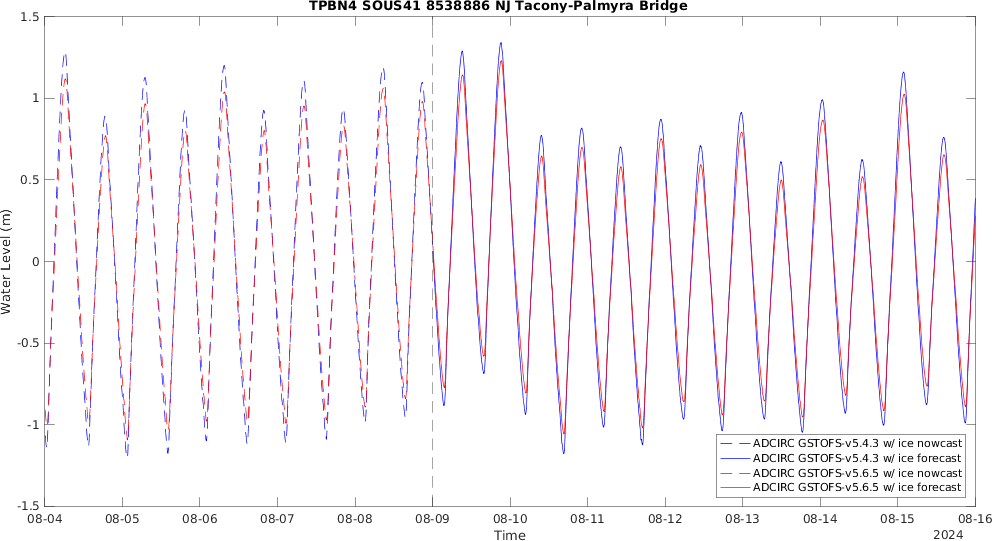 TPBN4 SOUS41 8538886 NJ Tacony-Palmyra Bridge
1.5
1
0.5
0
-0.5
-1
-1.5
Water Level (m)
08-04 08-05 08-06 08-07 08-08 08-09 08-10 08-11 08-12 08-13 08-14 08-15 08-16
Time
2024
ADCIRC GSTOFS-v5.4.3 w/ ice nowcast
ADCIRC GSTOFS-v5.4.3 w/ ice forecast
ADCIRC GSTOFS-v5.6.5 w/ ice nowcast
ADCIRC GSTOFS-v5.6.5 w/ ice forecast